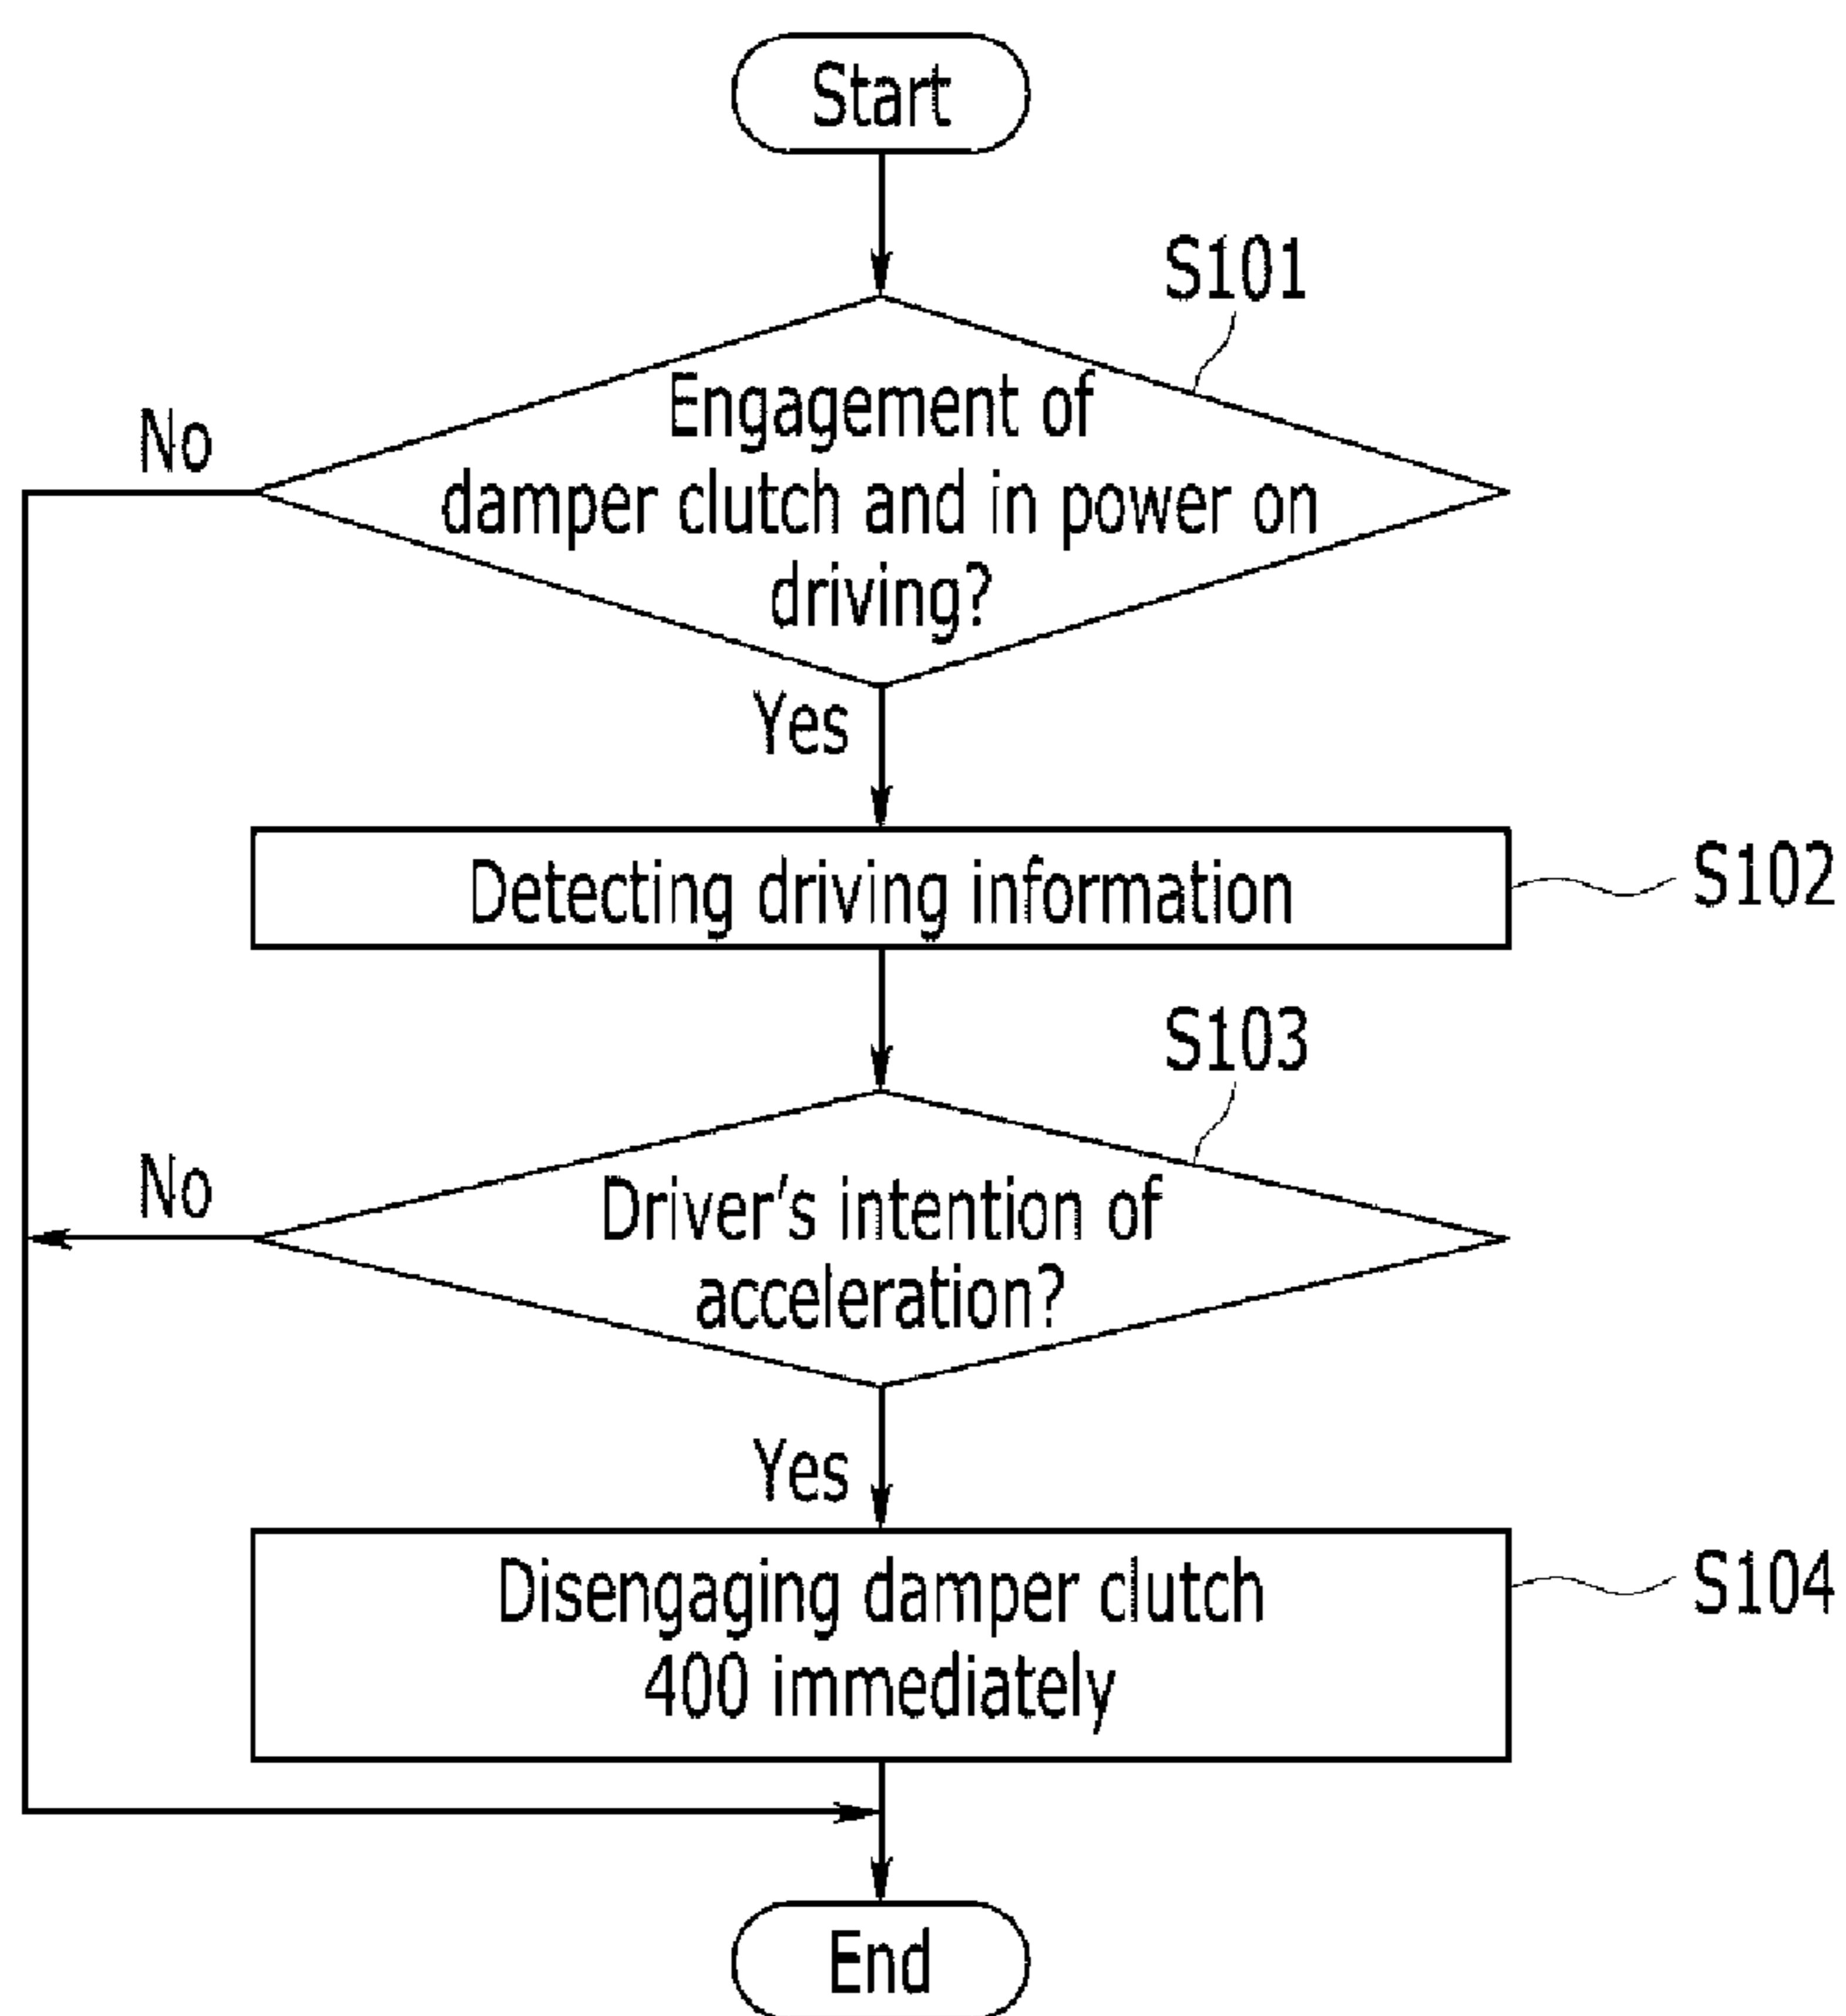 Start
S101
Engagement of
damper clutch and in power on
driving?
No
Yes
Detecting driving information
S102
S103
Driver's intention of
acceleration?
No
Yes
Disengaging damper clutch
400 immediately
S104
End